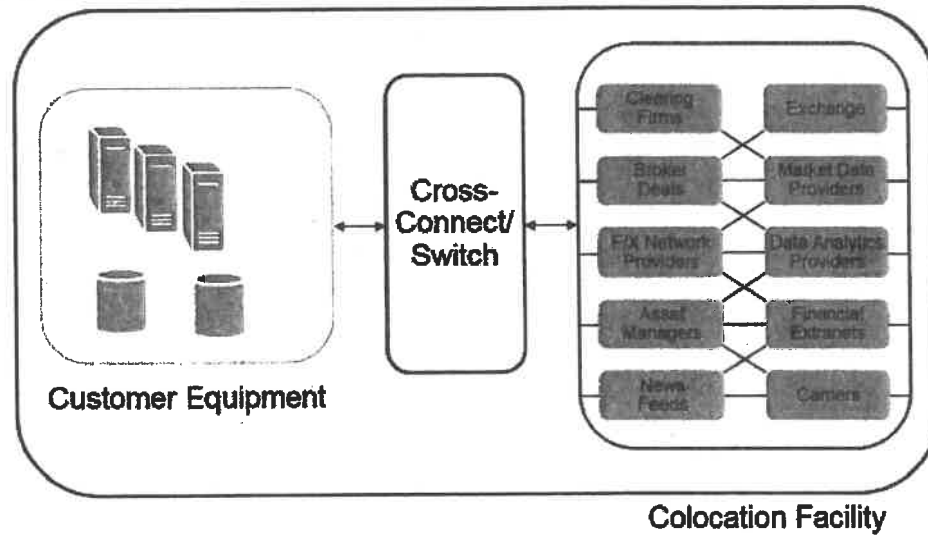 Clearing
Firms
Exchange
Broker
Deals
Market Data
Providers
Cross-
Connect/
Switch
F/X Network
Providers
Data Analytics
Providers
Asset
Managers
Financial
Extranets
News
Feeds
Carriers
Customer Equipment
Colocation Facility